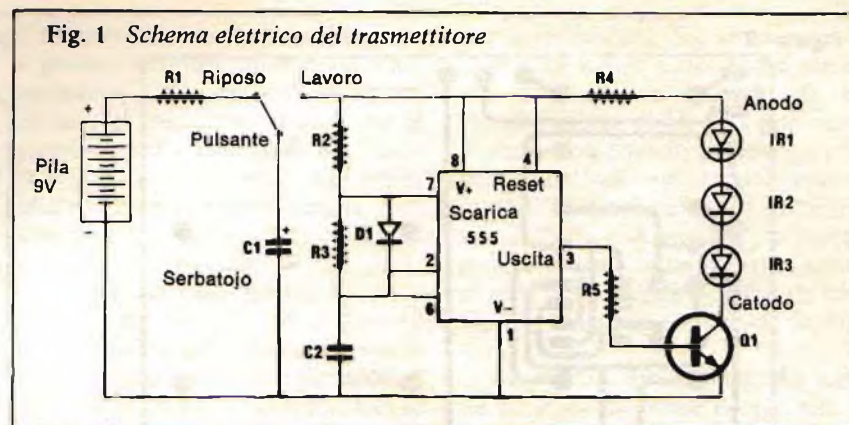 Fig. 1 Schema elettrico del trasmettitore
R1 Riposo Lavoro R4
+ Anodo
Pulsante R2 8 4 IR1
Pila
9V
7 V+ Reset
Scarica
IR2
+
C1 R3 D1 555
Uscita
2 3 IR3
Serbatojo
R5
Catodo
6 V–
– 1 Q1
C2